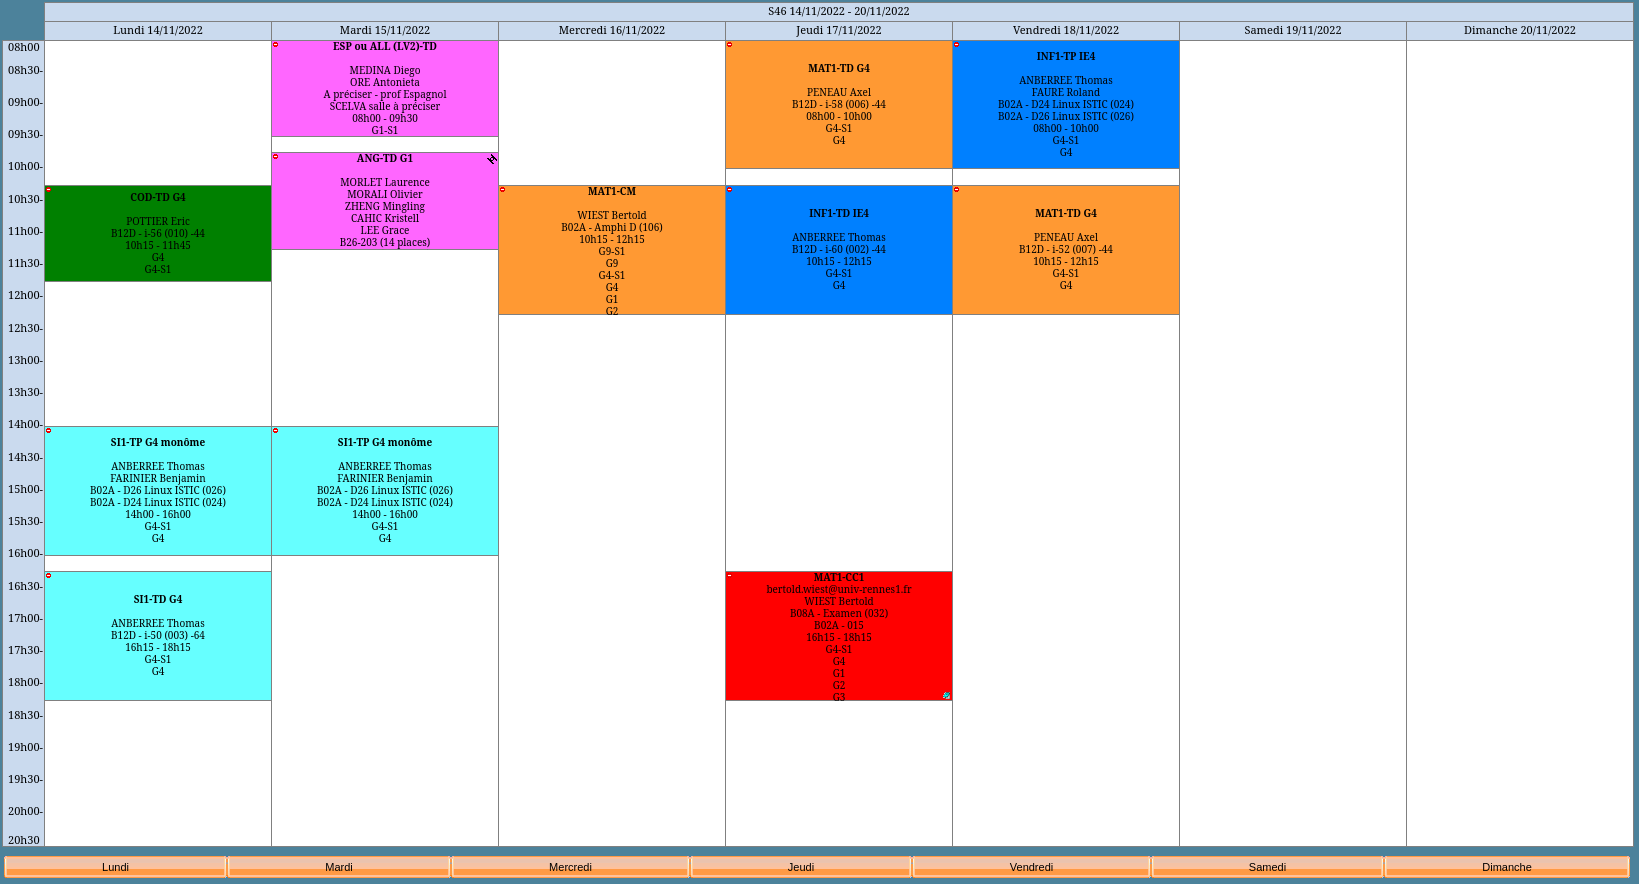 S46 14/11/2022 - 20/11/2022
Lundi 14/11/2022
Mardi 15/11/2022
Mercredi 16/11/2022
Jeudi 17/11/2022
Vendredi 18/11/2022
Samedi 19/11/2022
Dimanche 20/11/2022
08h00
08h30-
09h00-
09h30-
10h00-
10h30-
11h00-
11h30-
12h00-
12h30-
13h00-
13h30-
14h00-
14h30-
15h00-
15h30-
16h00-
16h30-
17h00-
17h30-
18h00-
18h30-
19h00-
19h30-
20h00-
20h30
COD-TD G4
POTTIER Eric
B12D - i-56 (010) -44
10h15 - 11h45
G4
G4-S1
SI1-TP G4 monôme
ANBERREE Thomas
FARINIER Benjamin
B02A - D26 Linux ISTIC (026)
B02A - D24 Linux ISTIC (024)
14h00 - 16h00
G4-S1
G4
SI1-TD G4
ANBERREE Thomas
B12D - i-50 (003) -64
16h15 - 18h15
G4-S1
G4
ESP ou ALL (LV2)-TD
MEDINA Diego
ORE Antonieta
A préciser - prof Espagnol
SCELVA salle à préciser
08h00 - 09h30
G1-S1
ANG-TD G1
MORLET Laurence
MORALI Olivier
ZHENG Mingling
CAHIC Kristell
LEE Grace
B26-203 (14 places)
SI1-TP G4 monôme
ANBERREE Thomas
FARINIER Benjamin
B02A - D26 Linux ISTIC (026)
B02A - D24 Linux ISTIC (024)
14h00 - 16h00
G4-S1
G4
MAT1-CM
WIEST Bertold
B02A - Amphi D (106)
10h15 - 12h15
G9-S1
G9
G4-S1
G4
G1
G2
MAT1-TD G4
PENEAU Axel
B12D - i-58 (006) -44
08h00 - 10h00
G4-S1
G4
INF1-TD IE4
ANBERREE Thomas
B12D - i-60 (002) -44
10h15 - 12h15
G4-S1
G4
MAT1-CC1
bertold.wiest@univ-rennes1.fr
WIEST Bertold
B08A - Examen (032)
B02A - 015
16h15 - 18h15
G4-S1
G4
G1
G2
G3
INF1-TP IE4
ANBERREE Thomas
FAURE Roland
B02A - D24 Linux ISTIC (024)
B02A - D26 Linux ISTIC (026)
08h00 - 10h00
G4-S1
G4
MAT1-TD G4
PENEAU Axel
B12D - i-52 (007) -44
10h15 - 12h15
G4-S1
G4
Lundi
Mardi
Mercredi
Jeudi
Vendredi
Samedi
Dimanche